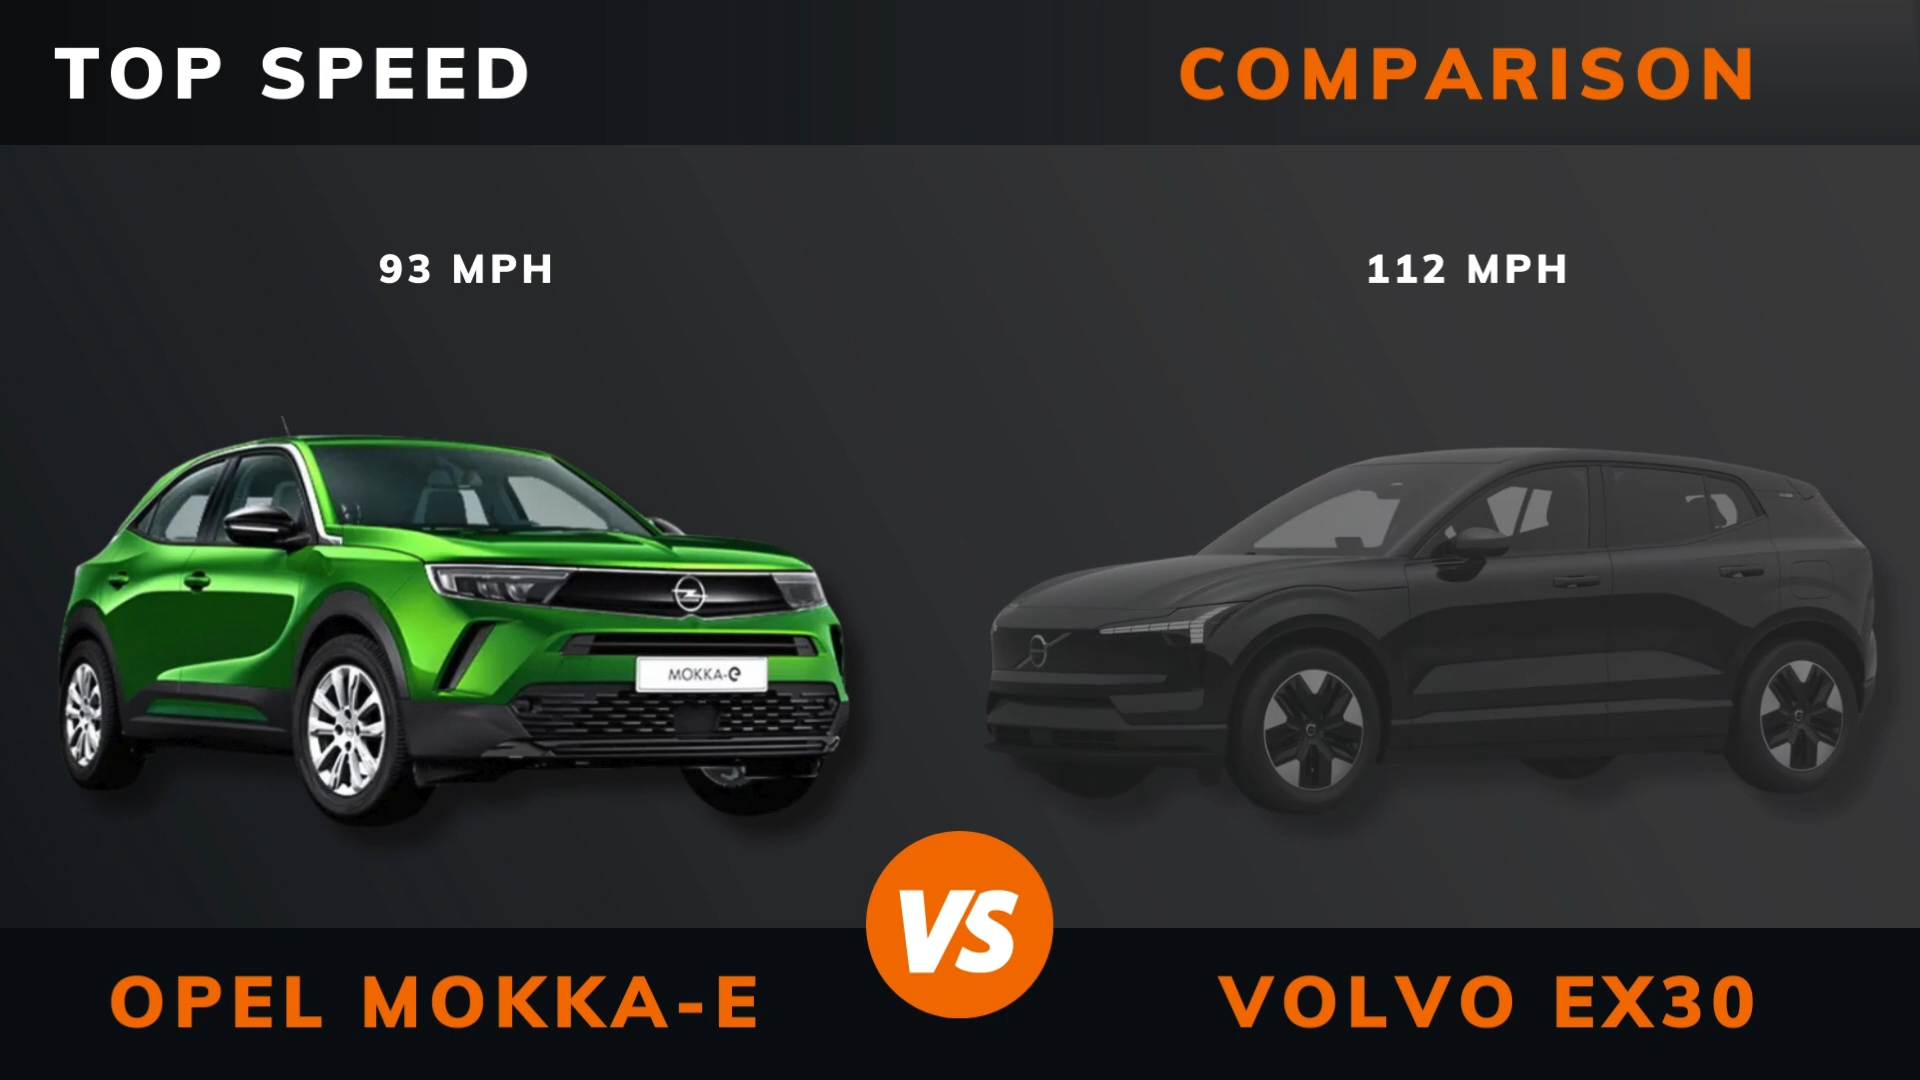 TOP SPEED
COMPARISON
93 MPH
112 MPH
MOKKA-e
VS
OPEL MOKKA-E
VOLVO EX30